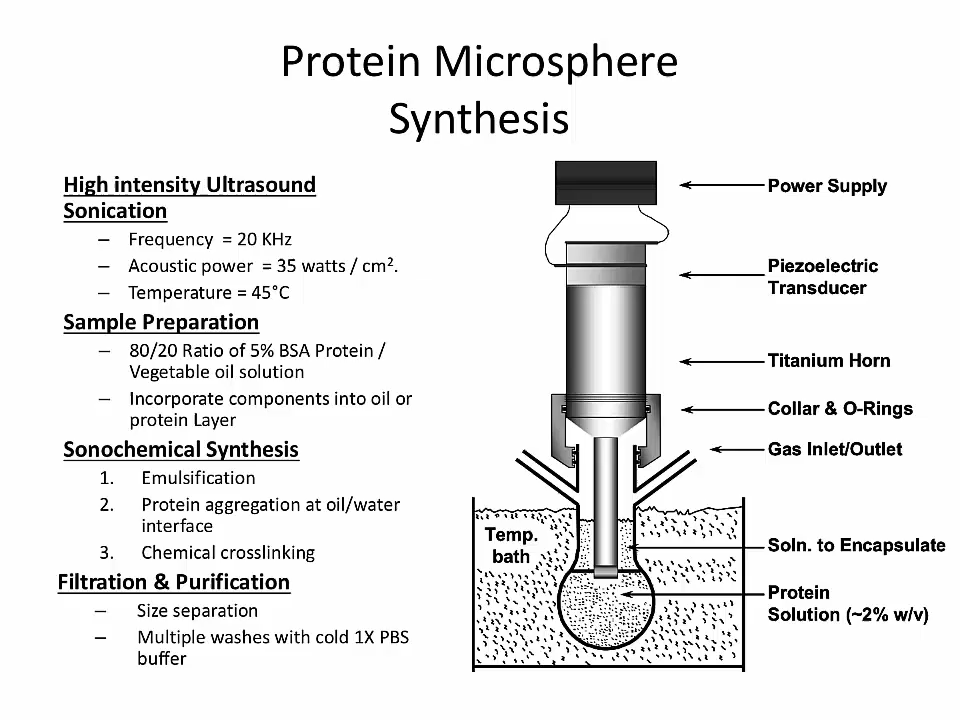 Protein Microsphere
Synthesis
High intensity Ultrasound
Sonication
– Frequency = 20 KHz
– Acoustic power = 35 watts / cm².
– Temperature = 45°C
Sample Preparation
– 80/20 Ratio of 5% BSA Protein /
Vegetable oil solution
– Incorporate components into oil or
protein Layer
Sonochemical Synthesis
1. Emulsification
2. Protein aggregation at oil/water
interface
3. Chemical crosslinking
Filtration & Purification
– Size separation
– Multiple washes with cold 1X PBS
buffer
Power Supply
Piezoelectric
Transducer
Titanium Horn
Collar & O-Rings
Gas Inlet/Outlet
Temp.
bath
Soln. to Encapsulate
Protein
Solution (~2% w/v)